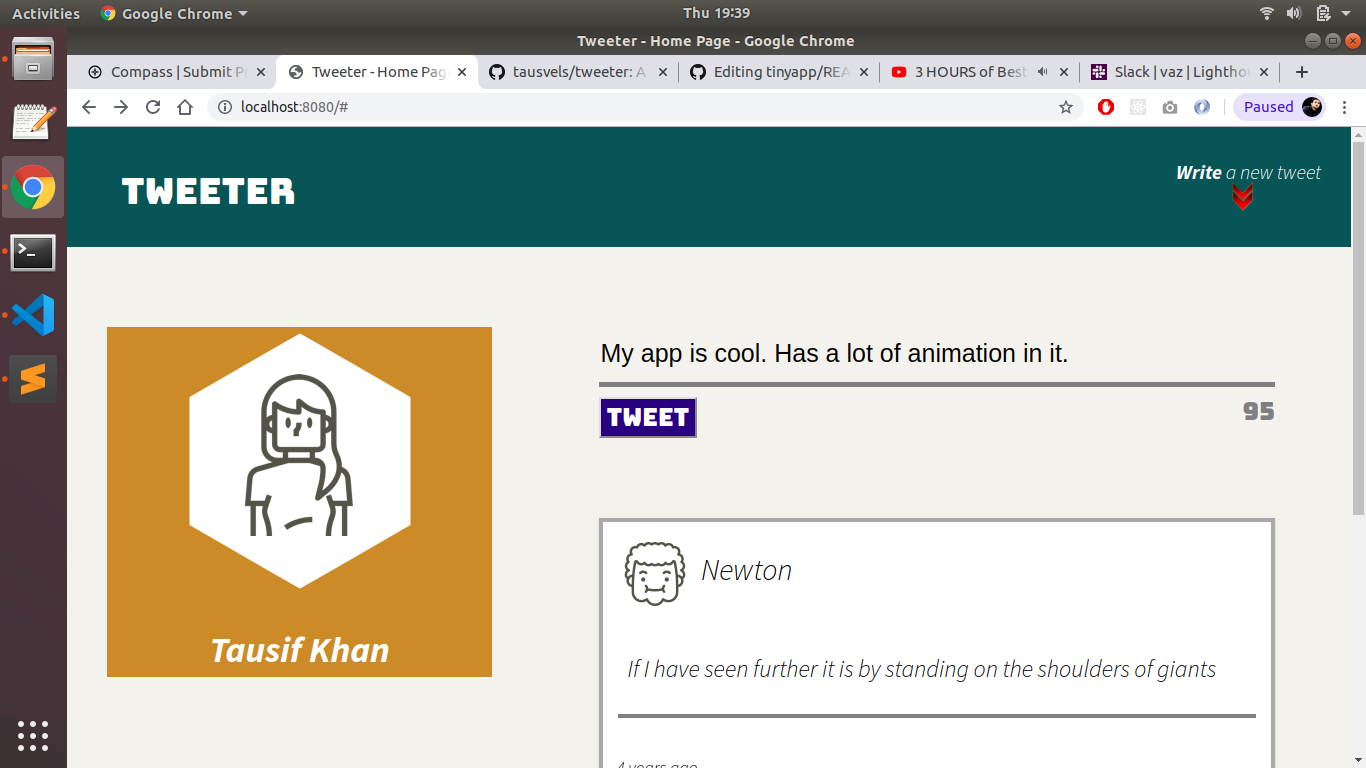 Activities
Google Chrome
Thu 19:39
Tweeter - Home Page - Google Chrome
Compass | Submit P
Tweeter - Home Pag
tausvels/tweeter: A
Editing tinyapp/REA
3 HOURS of Best
Slack | vaz | Lightho
localhost:8080/#
Paused
TWEETER
Write a new tweet
My app is cool. Has a lot of animation in it.
TWEET
95
Tausif Khan
Newton
If I have seen further it is by standing on the shoulders of giants
4 years ago